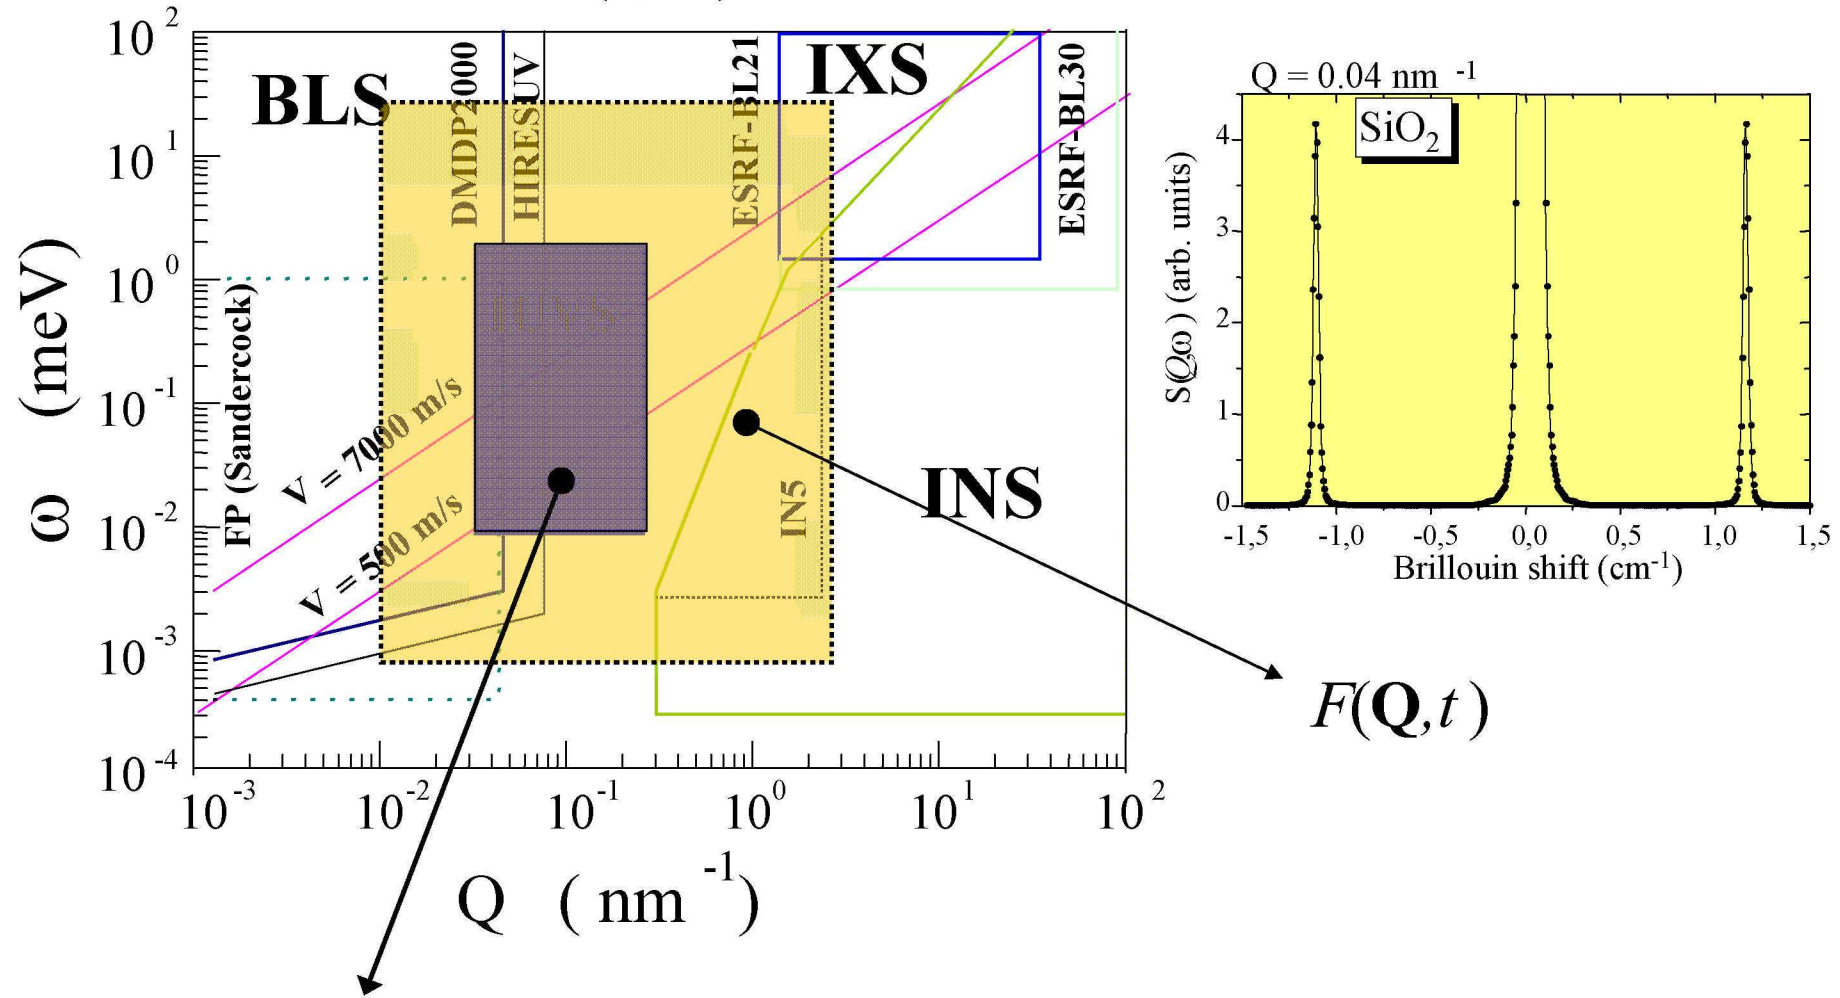 10 2
10 1
10 0
10 -1
10 -2
10 -3
10 -4
ω (meV)
BLS
DMDP2000
HIRESUV
ESRF-BL21
IXS
ESRF-BL30
FP (Sandercock)
V = 7000 m/s
V = 500 m/s
IN5
INS
10 -3
10 -2
10 -1
10 0
10 1
10 2
Q ( nm -1 )
F(Q,t )
Q = 0.04 nm -1
SiO2
S(Q,ω) (arb. units)
4
3
2
1
0
-1,5 -1,0 -0,5 0,0 0,5 1,0 1,5
Brillouin shift (cm-1)